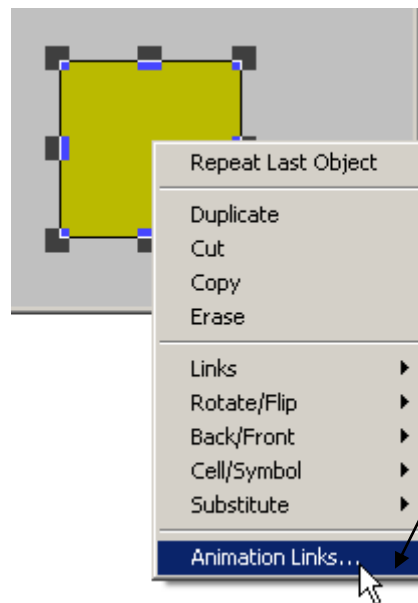 Repeat Last Object
Duplicate
Cut
Copy
Erase
Links
Rotate/Flip
Back/Front
Cell/Symbol
Substitute
Animation Links...